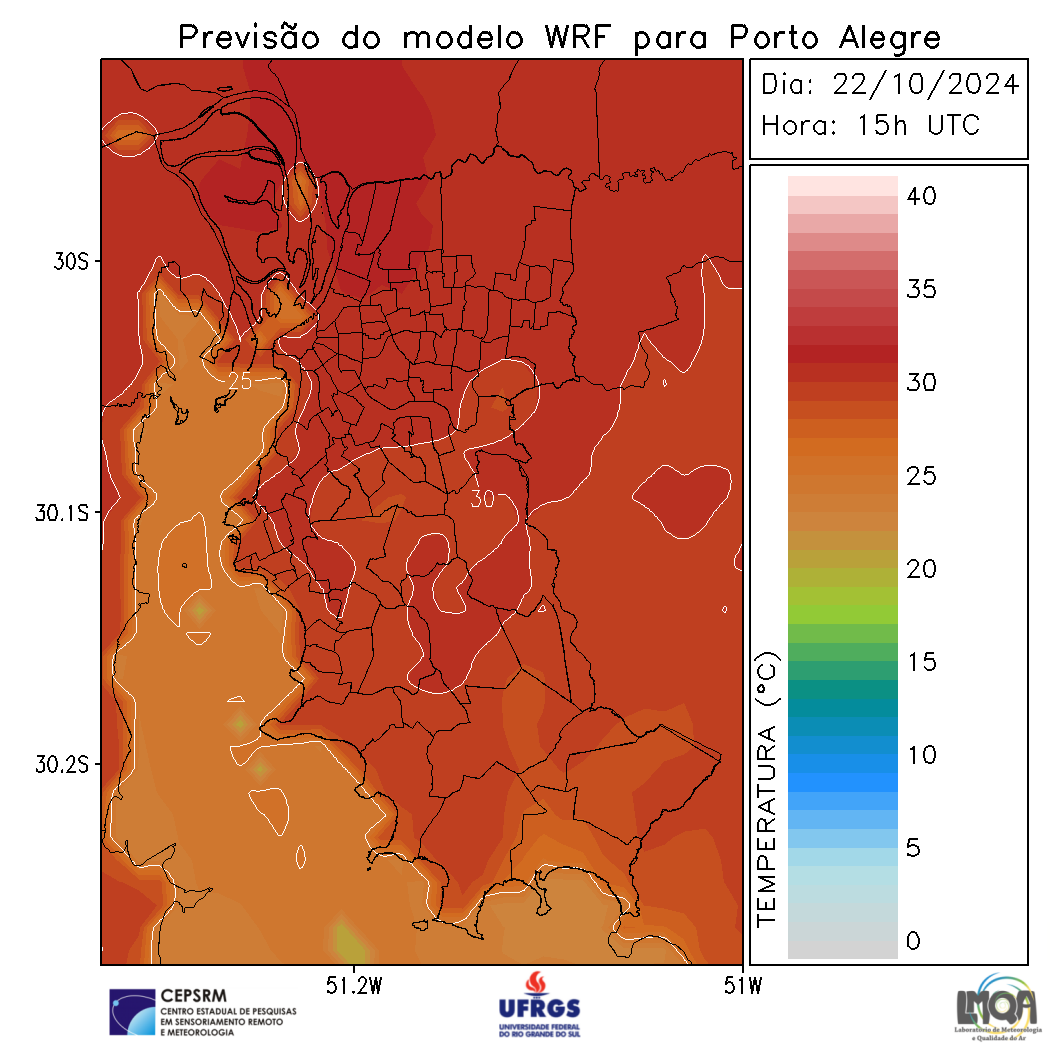 Previsão do modelo WRF para Porto Alegre
Dia: 22/10/2024
Hora: 15h UTC
40
35
30
25
20
15
10
5
0
TEMPERATURA (°C)
30S
30.1S
30.2S
51.2W
51W
25
30
CEPSRM
CENTRO ESTADUAL DE PESQUISAS
EM SENSORIAMENTO REMOTO
E METEOROLOGIA
UFRGS
UNIVERSIDADE FEDERAL
DO RIO GRANDE DO SUL
LMQA
Laboratório de Meteorologia
e Qualidade do Ar